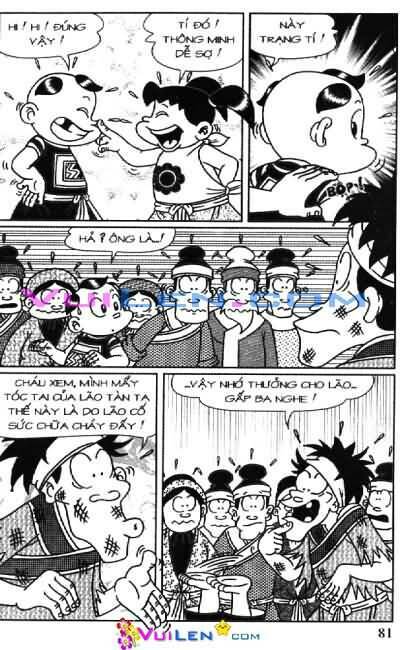 HI! HI! ĐÚNG
VẬY!
TÍ ĐÓ!
THÔNG MINH
DỄ SỢ!
NÀY
TRẠNG TÍ!
BỐP!
HẢ? ÔNG LÀ..!
VUILEN.COM
CHÁU XEM, MÌNH MẨY
TÓC TAI CỦA LÃO TÀN TẠ
THẾ NÀY LÀ DO LÃO CỐ
SỨC CHỮA CHÁY ĐẤY!
..VẬY NHỚ THƯỞNG CHO LÃO..
GẤP BA NGHE!
81
VUILEN.COM